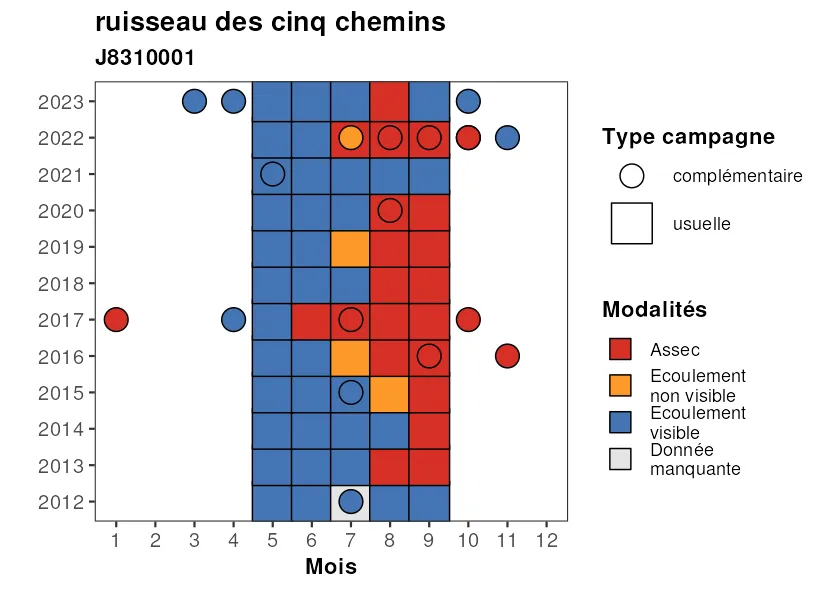 ruisseau des cinq chemins
J8310001
2023
2022
2021
2020
2019
2018
2017
2016
2015
2014
2013
2012
1 2 3 4 5 6 7 8 9 10 11 12
Mois
Type campagne
complémentaire
usuelle
Modalités
Assec
Ecoulement
non visible
Ecoulement
visible
Donnée
manquante